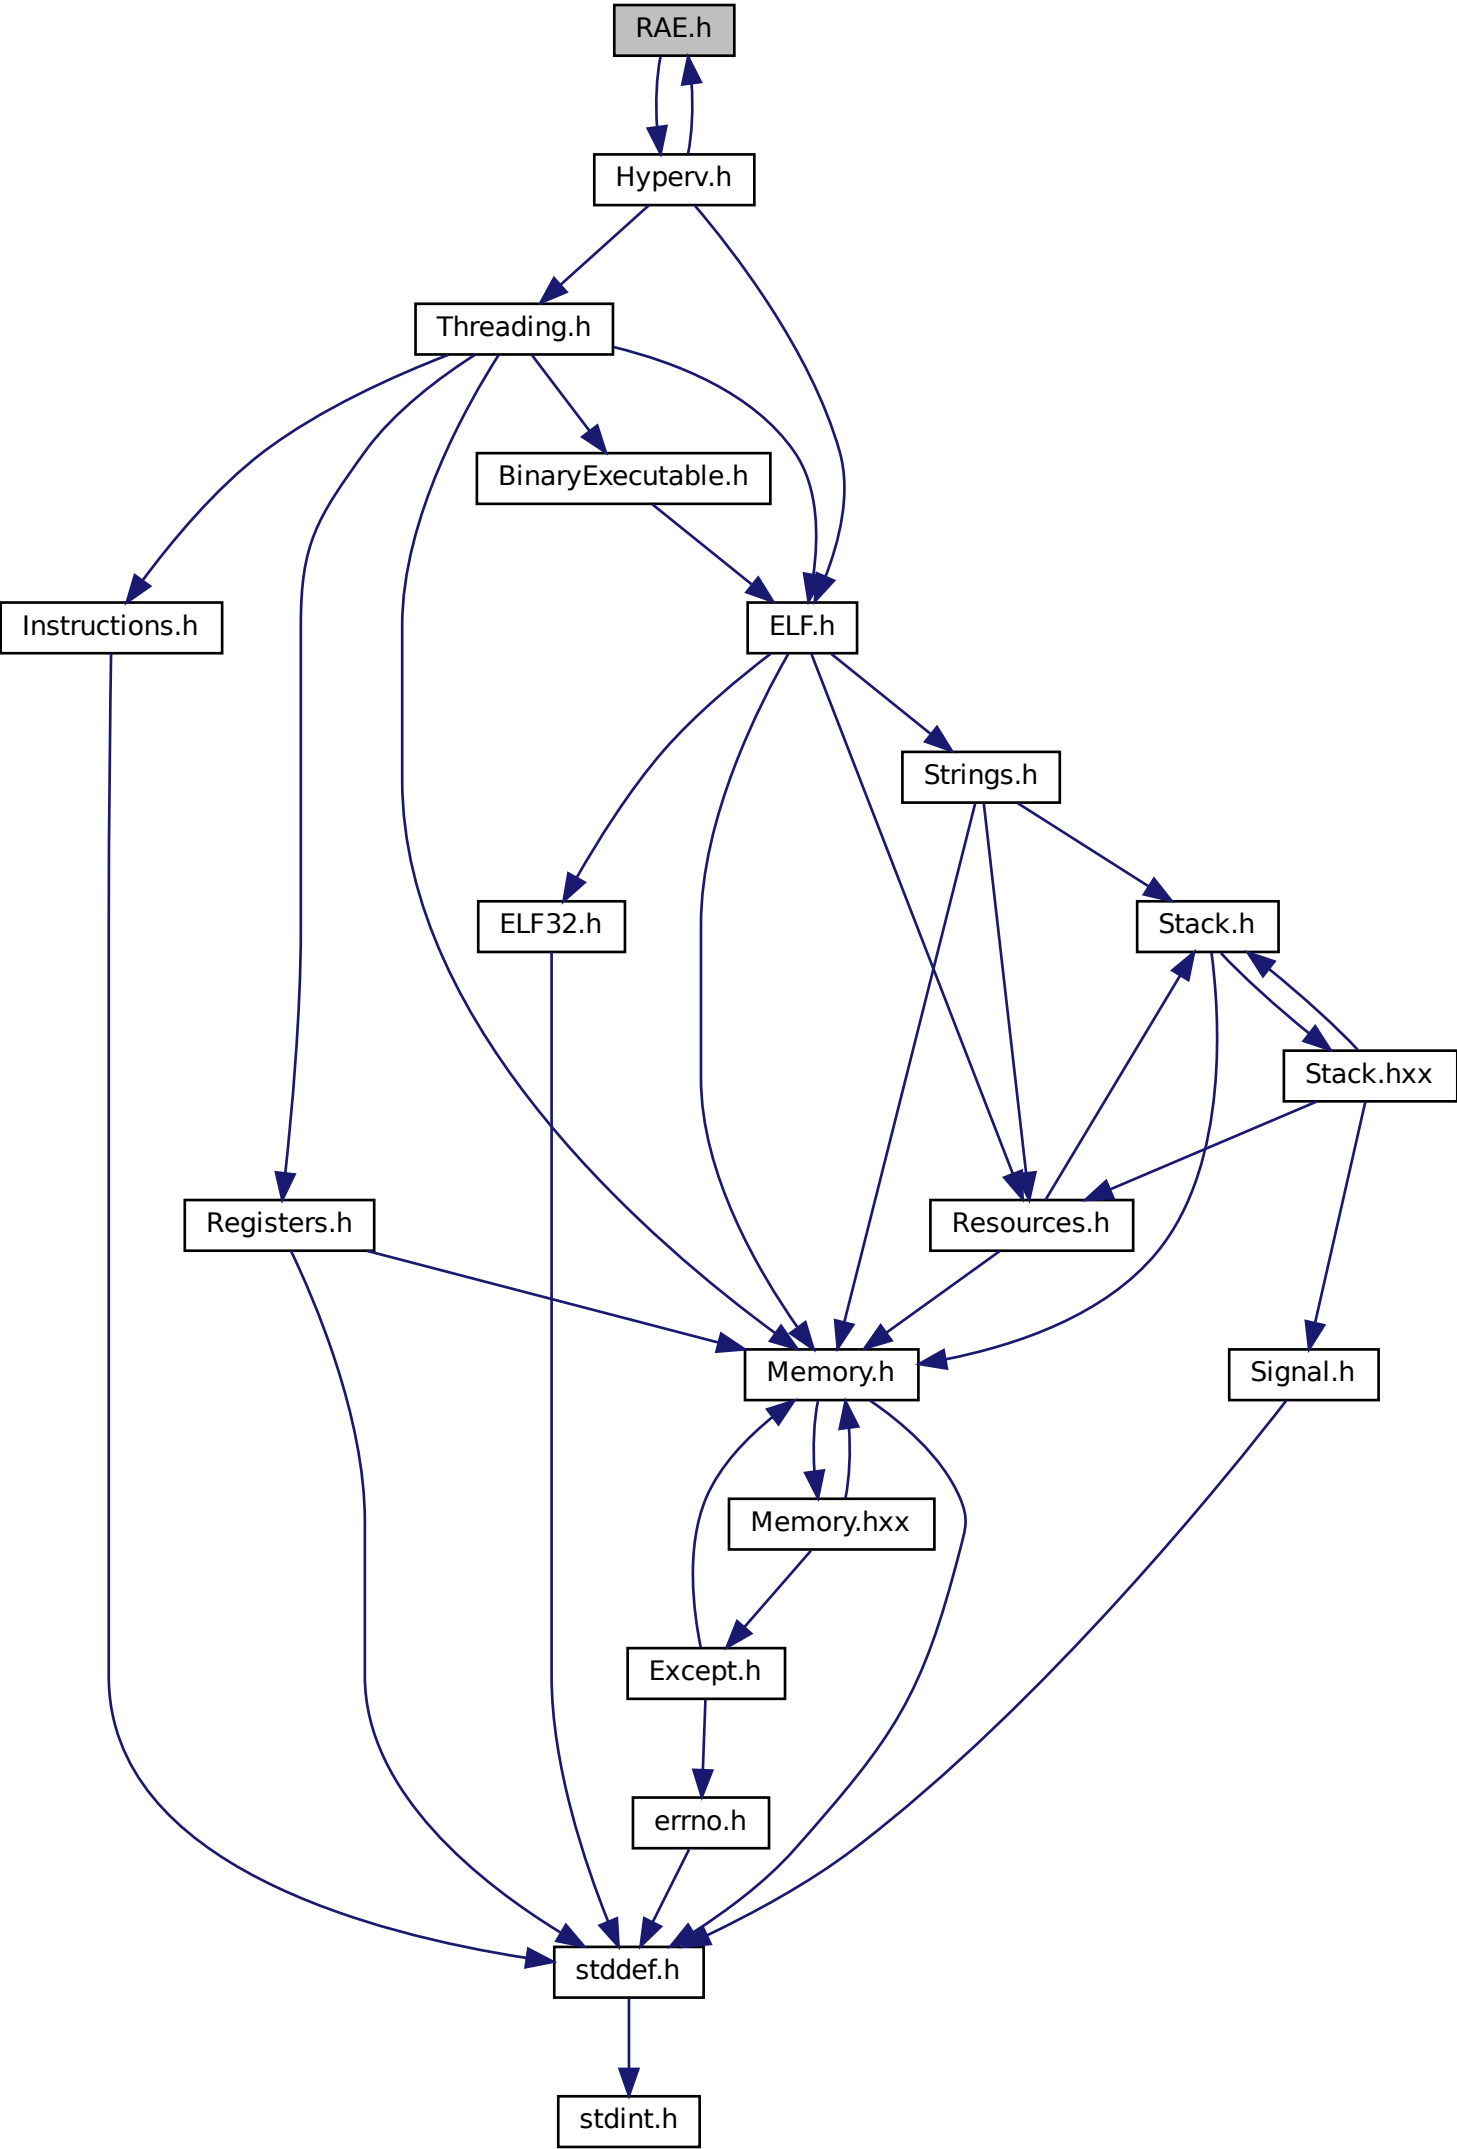 RAE.h
Hyperv.h
Threading.h
BinaryExecutable.h
Instructions.h
ELF.h
Strings.h
ELF32.h
Stack.h
Stack.hxx
Registers.h
Resources.h
Memory.h
Signal.h
Memory.hxx
Except.h
errno.h
stddef.h
stdint.h